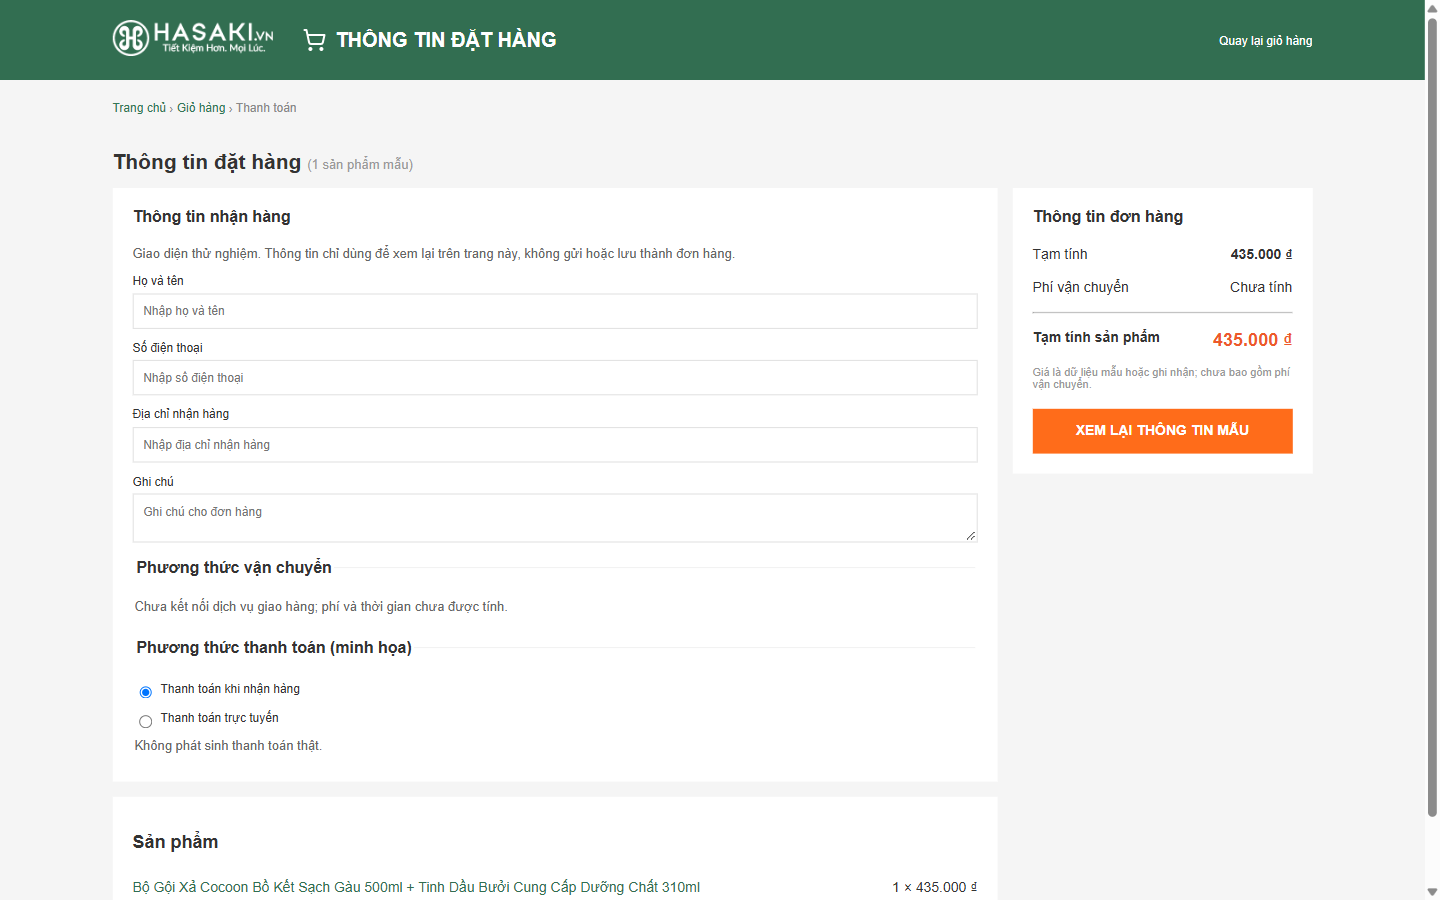 HASAKI.VN
Tiết Kiệm Hơn. Mọi Lúc.
THÔNG TIN ĐẶT HÀNG
Quay lại giỏ hàng
Trang chủ › Giỏ hàng › Thanh toán
Thông tin đặt hàng (1 sản phẩm mẫu)
Thông tin nhận hàng
Giao diện thử nghiệm. Thông tin chỉ dùng để xem lại trên trang này, không gửi hoặc lưu thành đơn hàng.
Họ và tên
Nhập họ và tên
Số điện thoại
Nhập số điện thoại
Địa chỉ nhận hàng
Nhập địa chỉ nhận hàng
Ghi chú
Ghi chú cho đơn hàng
Phương thức vận chuyển
Chưa kết nối dịch vụ giao hàng; phí và thời gian chưa được tính.
Phương thức thanh toán (minh họa)
Thanh toán khi nhận hàng
Thanh toán trực tuyến
Không phát sinh thanh toán thật.
Sản phẩm
Bộ Gội Xả Cocoon Bồ Kết Sạch Gàu 500ml + Tinh Dầu Bưởi Cung Cấp Dưỡng Chất 310ml 1 × 435.000 ₫
Thông tin đơn hàng
Tạm tính 435.000 ₫
Phí vận chuyển Chưa tính
Tạm tính sản phẩm 435.000 ₫
Giá là dữ liệu mẫu hoặc ghi nhận; chưa bao gồm phí
vận chuyển.
XEM LẠI THÔNG TIN MẪU